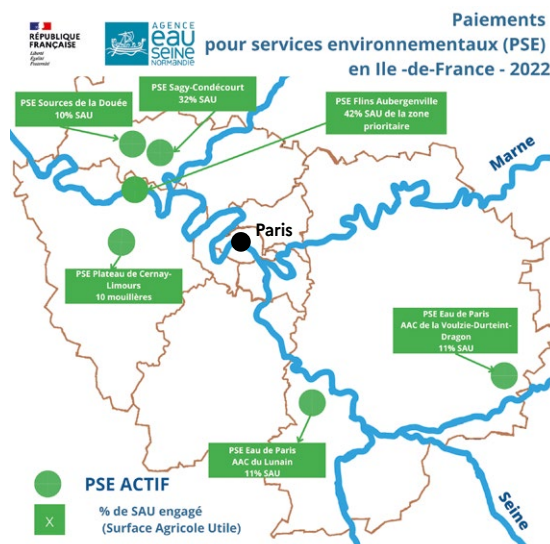 RÉPUBLIQUE
FRANÇAISE
Liberté
Égalité
Fraternité
AGENCE
eau
SEINE
NORMANDIE
Paiements
pour services environnementaux (PSE)
en Ile -de-France - 2022
PSE Sources de la Douée
10% SAU
PSE Sagy-Condécourt
32% SAU
PSE Flins Aubergenville
42% SAU de la zone
prioritaire
Marne
Paris
PSE Plateau de Cernay-
Limours
10 mouillères
PSE Eau de Paris
AAC de la Voulzie-Durteint-
Dragon
11% SAU
PSE Eau de Paris
AAC du Lunain
11% SAU
Seine
PSE ACTIF
X
% de SAU engagé
(Surface Agricole Utile)